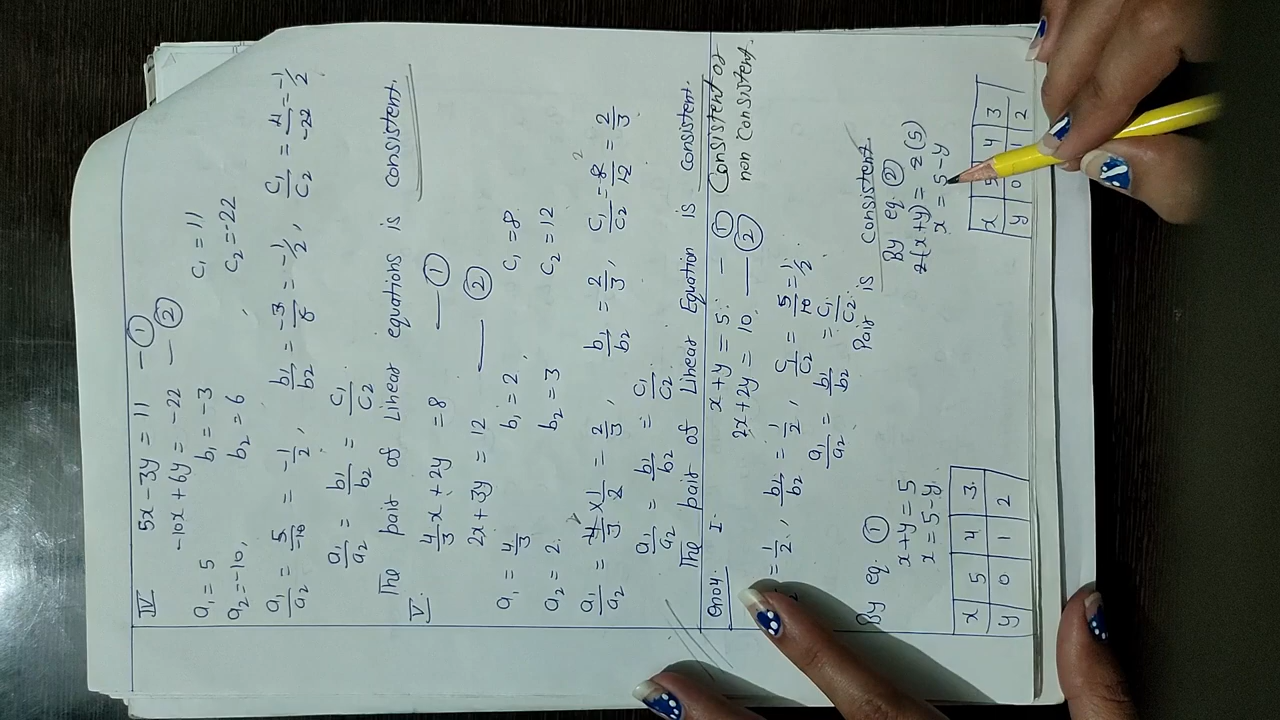 IV 5x - 3y = 11 — ①
-10x + 6y = -22 — ②
a₁ = 5 b₁ = -3 c₁ = 11
a₂ = -10, b₂ = 6 , c₂ = -22
a₁/a₂ = 5/-10 = -1/2, b₁/b₂ = -3/6 = -1/2, c₁/c₂ = 11/-22 = -1/2
a₁/a₂ = b₁/b₂ = c₁/c₂
The pair of Linear equations is consistent.
V. 4/3 x + 2y = 8 — ①
2x + 3y = 12 — ②
a₁ = 4/3 b₁ = 2, c₁ = 8
a₂ = 2. b₂ = 3 c₂ = 12
a₁/a₂ = 4/3 × 1/2 = 2/3, b₁/b₂ = 2/3, c₁/c₂ = 8/12 = 2/3
a₁/a₂ = b₁/b₂ = c₁/c₂
The pair of Linear Equation is consistent.
Qno4. I- x + y = 5. — ① Consistent or
2x + 2y = 10. — ② non consistent.
= 1/2, b₁/b₂ = 1/2, c₁/c₂ = 5/10 = 1/2.
a₁/a₂ = b₁/b₂ = c₁/c₂
Pair is consistent.
By eq. ①
x + y = 5
x = 5 - y.
x 5 4 3.
y 0 1 2
By eq. ②
2(x+y) = 2(5)
x = 5 - y
x 5 4 3
y 0 1 2